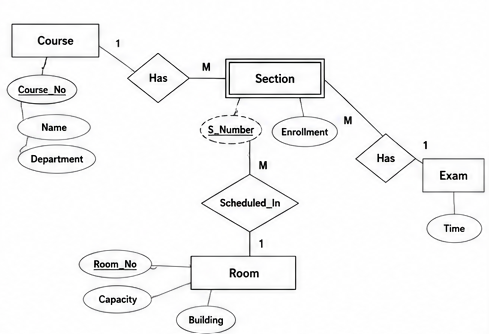 Course
1
Has
M
Section
Course_No
Name
Department
S_Number
Enrollment
M
Has
1
Exam
Time
M
Scheduled_In
1
Room_No
Room
Capacity
Building